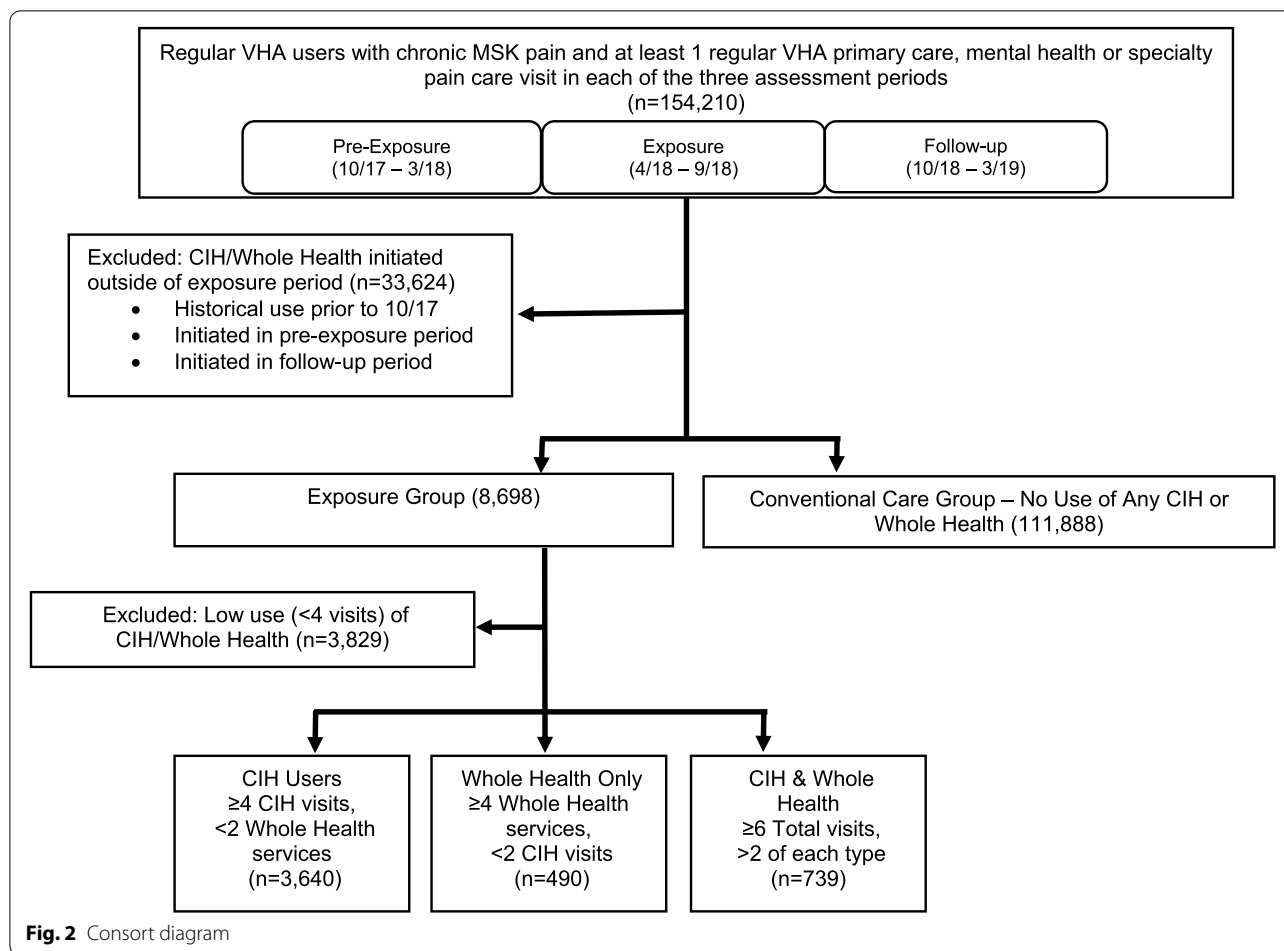 Regular VHA users with chronic MSK pain and at least 1 regular VHA primary care, mental health or specialty
pain care visit in each of the three assessment periods
(n=154,210)
Pre-Exposure
(10/17 – 3/18)
Exposure
(4/18 – 9/18)
Follow-up
(10/18 – 3/19)
Excluded: CIH/Whole Health initiated
outside of exposure period (n=33,624)
• Historical use prior to 10/17
• Initiated in pre-exposure period
• Initiated in follow-up period
Exposure Group (8,698)
Conventional Care Group – No Use of Any CIH or
Whole Health (111,888)
Excluded: Low use (<4 visits) of
CIH/Whole Health (n=3,829)
CIH Users
≥4 CIH visits,
<2 Whole Health
services
(n=3,640)
Whole Health Only
≥4 Whole Health
services,
<2 CIH visits
(n=490)
CIH & Whole
Health
≥6 Total visits,
>2 of each type
(n=739)
Fig. 2 Consort diagram